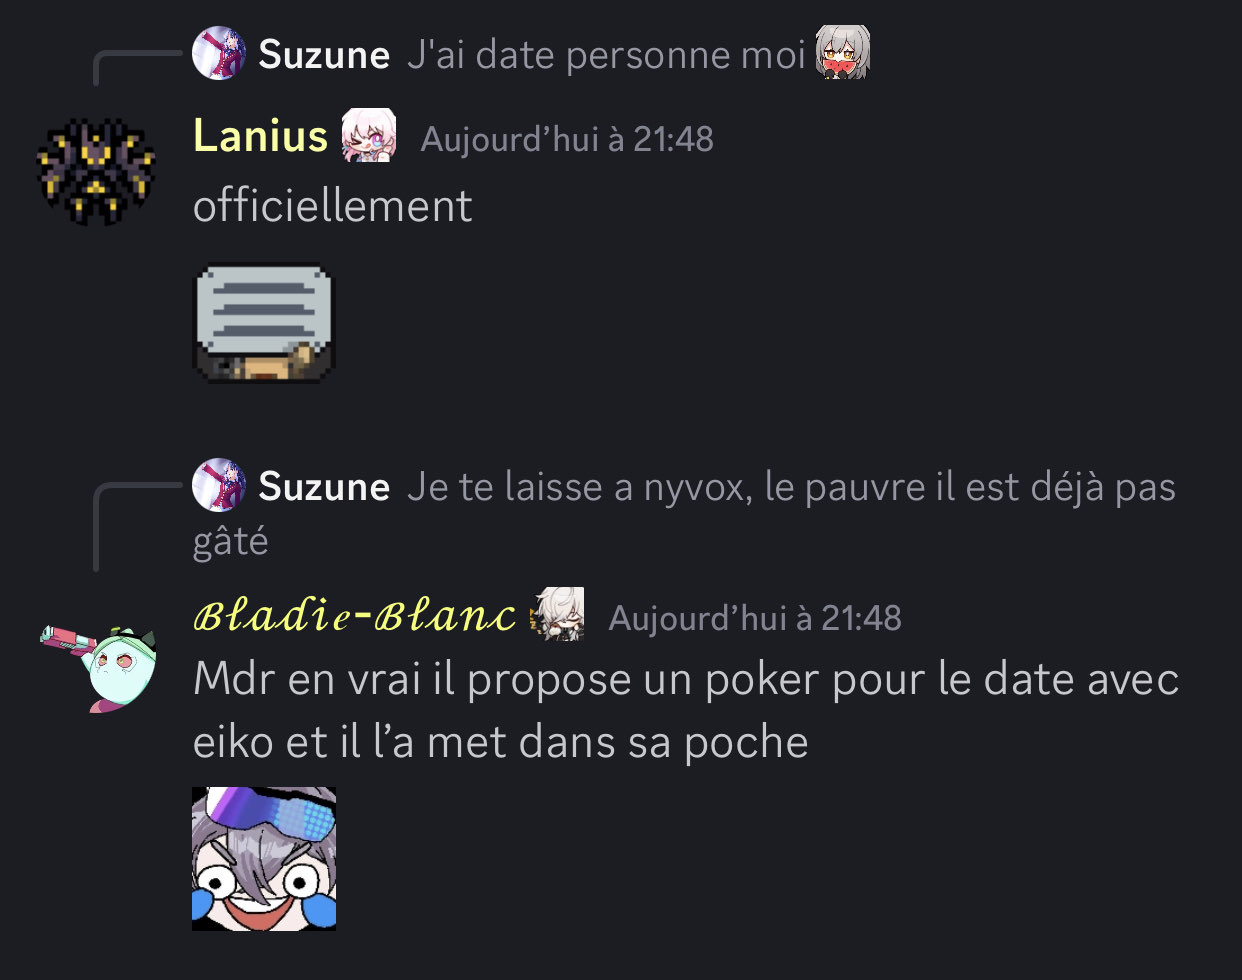 Suzune J'ai date personne moi
Lanius Aujourd’hui à 21:48
officiellement
Suzune Je te laisse a nyvox, le pauvre il est déjà pas
gâté
𝓑𝓵𝓪𝓭𝓲𝓮-𝓑𝓵𝓪𝓷𝓬 Aujourd’hui à 21:48
Mdr en vrai il propose un poker pour le date avec
eiko et il l’a met dans sa poche